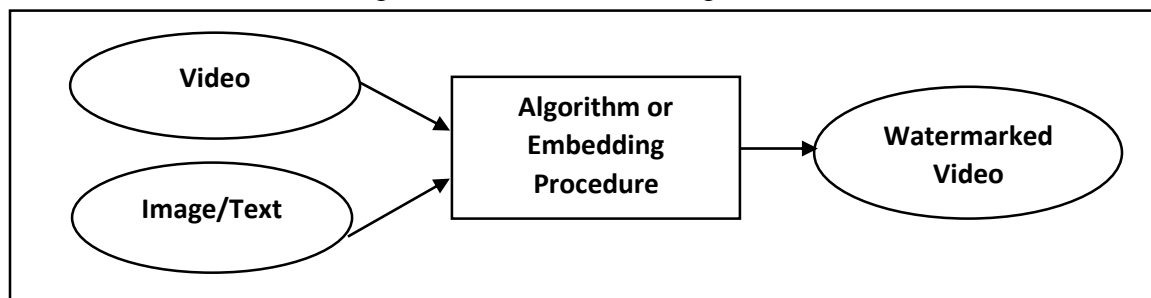 Video
Image/Text
Algorithm or
Embedding
Procedure
Watermarked
Video